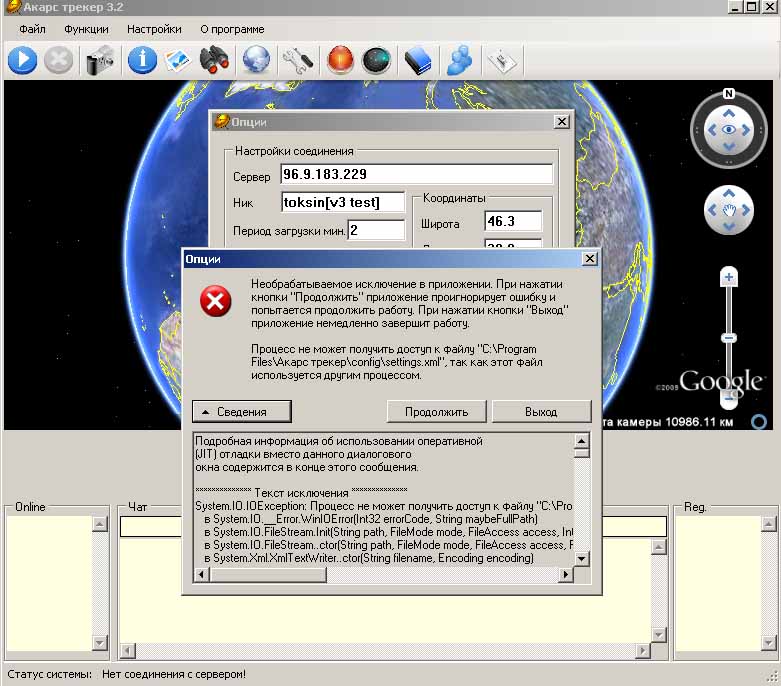 Акарс трекер 3.2
Файл Функции Настройки О программе
N
Опции
Настройки соединения
Сервер 96.9.183.229
Ник toksin[v3 test]
Период загрузки мин. 2
Координаты
Широта 46.3
Опции
Необрабатываемое исключение в приложении. При нажатии
кнопки "Продолжить" приложение проигнорирует ошибку и
попытается продолжить работу. При нажатии кнопки "Выход"
приложение немедленно завершит работу.
Процесс не может получить доступ к файлу "C:\Program
Files\Акарс трекер\config\settings.xml", так как этот файл
используется другим процессом.
Сведения Продолжить Выход
Подробная информация об использовании оперативной
(JIT) отладки вместо данного диалогового
окна содержится в конце этого сообщения.
************** Текст исключения **************
System.IO.IOException: Процесс не может получить доступ к файлу "C:\Pro
в System.IO.__Error.WinIOError(Int32 errorCode, String maybeFullPath)
в System.IO.FileStream.Init(String path, FileMode mode, FileAccess access, Int
в System.IO.FileStream..ctor(String path, FileMode mode, FileAccess access, F
в System.Xml.XmlTextWriter..ctor(String filename, Encoding encoding)
©2009 Google™
та камеры 10986.11 км
Online
Чат
Reg.
Статус системы: Нет соединения с сервером!